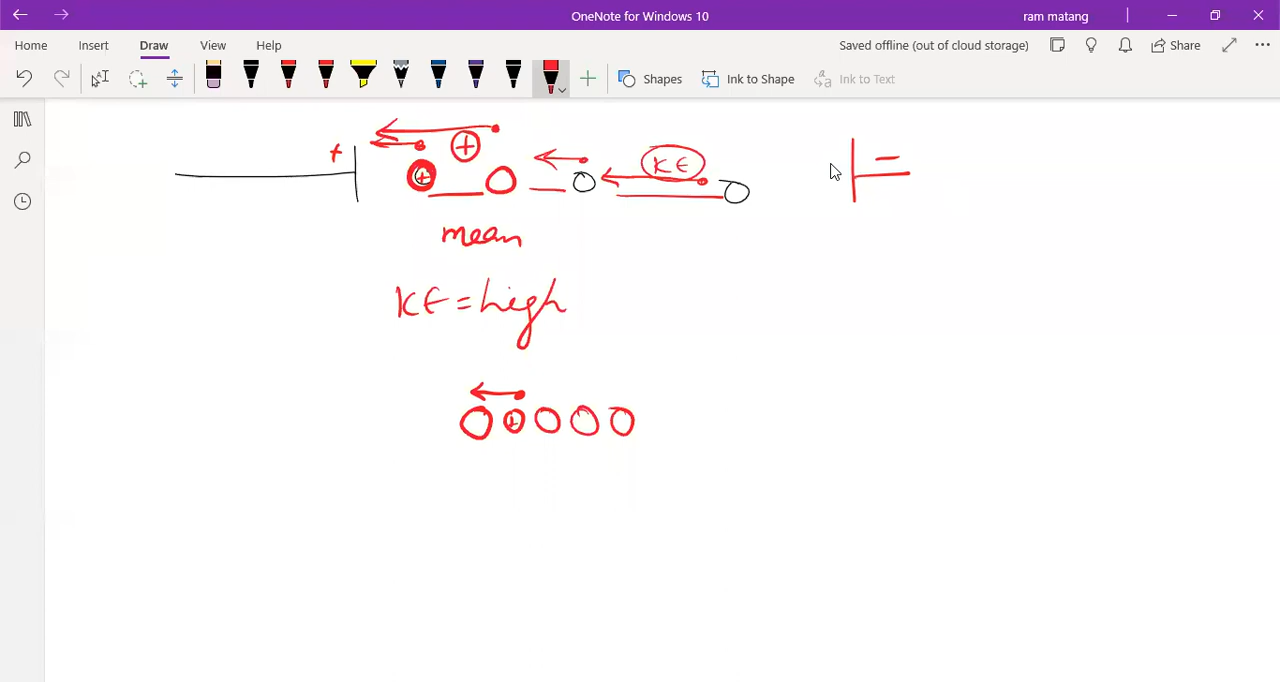 OneNote for Windows 10
ram matang
Home Insert Draw View Help
Saved offline (out of cloud storage)
Share
Shapes
Ink to Shape
Ink to Text
+ + + KE −
mean
KE = high
+